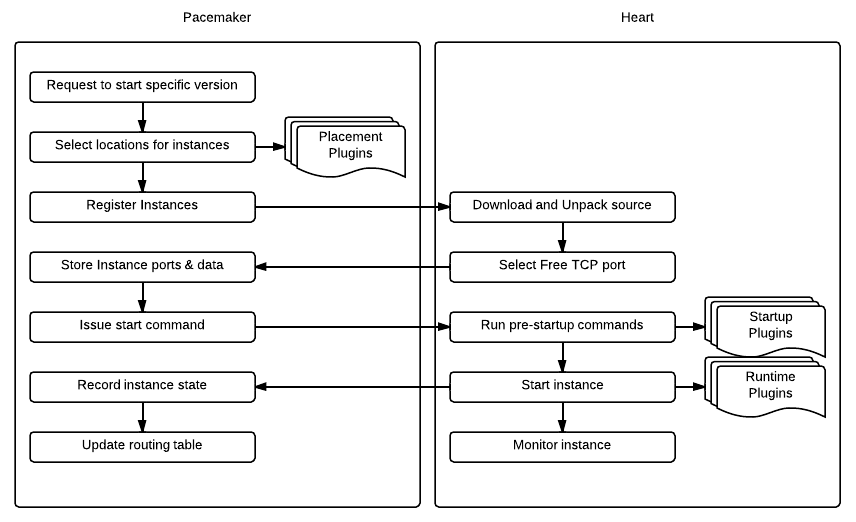 Pacemaker
Heart
Request to start specific version
Select locations for instances
Placement
Plugins
Register Instances
Download and Unpack source
Store Instance ports & data
Select Free TCP port
Issue start command
Run pre-startup commands
Startup
Plugins
Record instance state
Start instance
Runtime
Plugins
Update routing table
Monitor instance